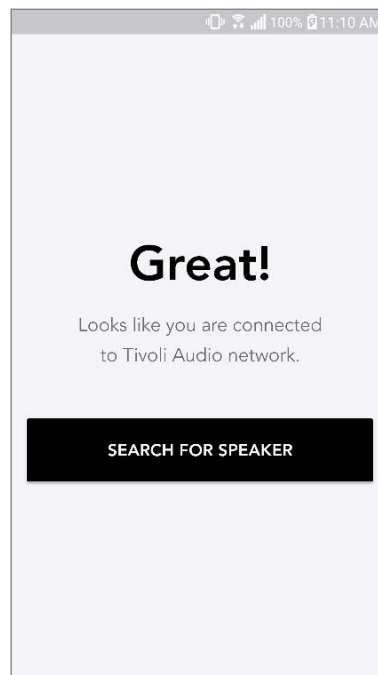 100% 11:10 AM
Great!
Looks like you are connected
to Tivoli Audio network.
SEARCH FOR SPEAKER